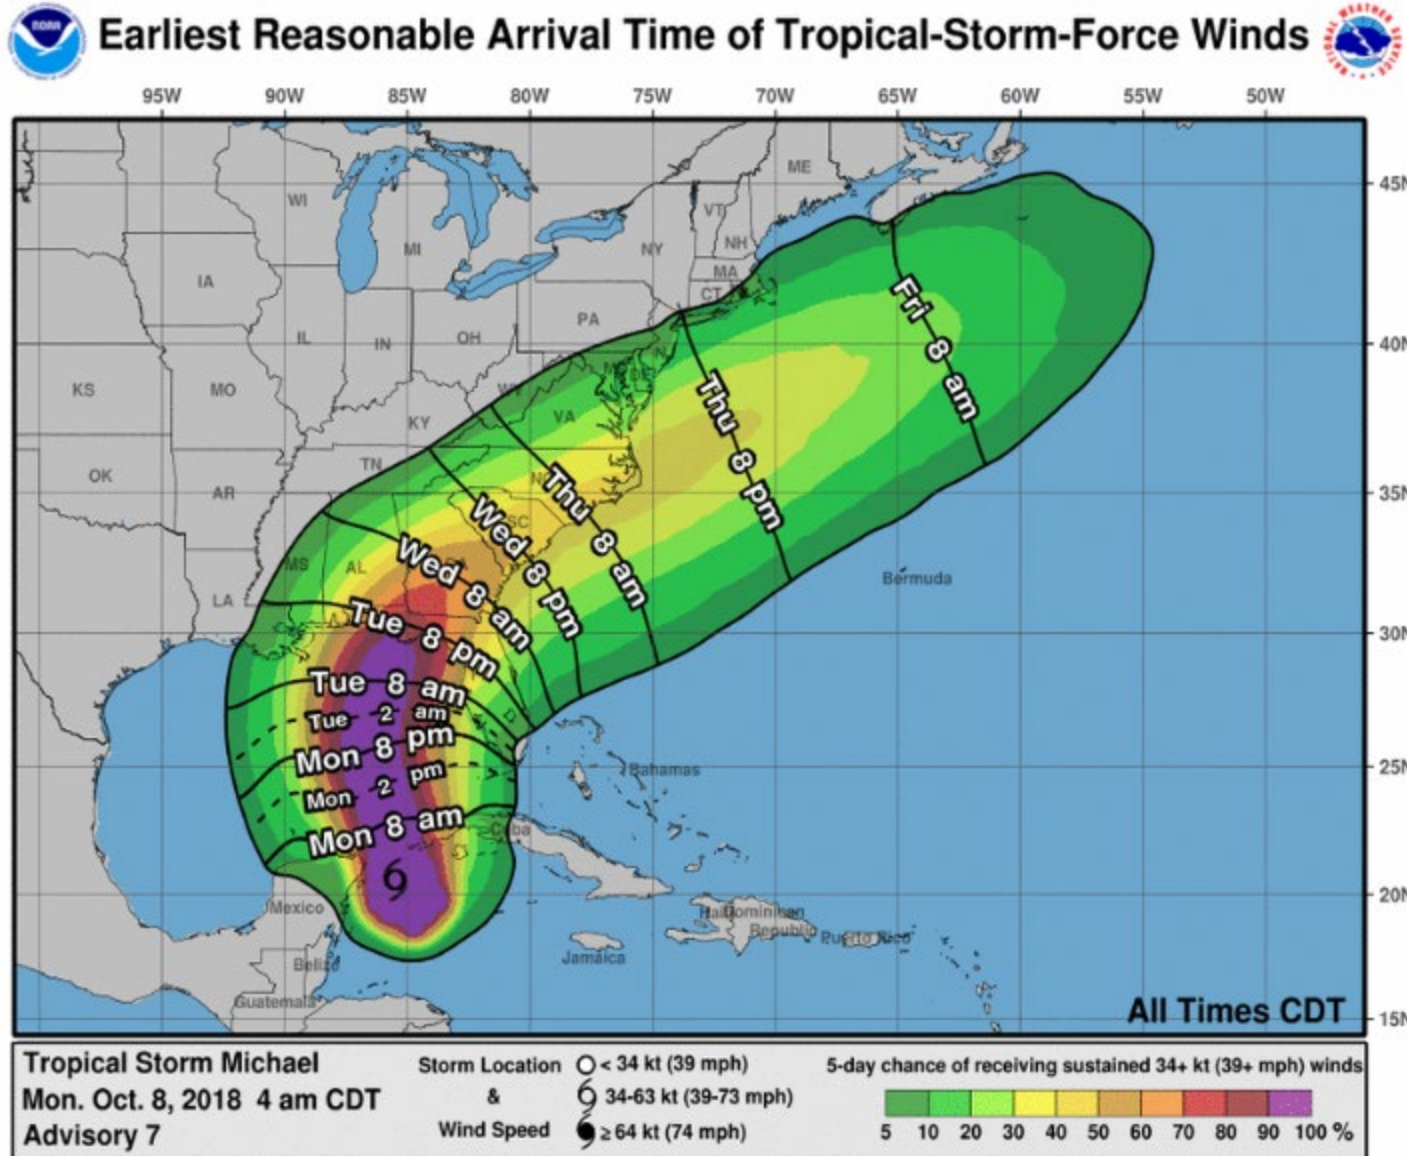 NOAA
Earliest Reasonable Arrival Time of Tropical-Storm-Force Winds
NATIONAL WEATHER SERVICE
95W 90W 85W 80W 75W 70W 65W 60W 55W 50W
ME
45N
WI
VT
MI
NY
NH
MA
IA
CT
Fri 8 am
PA
IL
IN
OH
40N
KS
MO
Thu 8 pm
VA
KY
TN
OK
NC
Thu 8 am
AR
35N
SC
Wed 8 pm
Wed 8 am
MS
AL
Bermuda
LA
Tue 8 pm
30N
Tue 8 am
Tue 2 am
Mon 8 pm
25N
Bahamas
Mon 2 pm
Mon 8 am
Cuba
20N
Mexico
Haiti
Dominican
Republic
Puerto Rico
Jamaica
Belize
Guatemala
All Times CDT
15N
Tropical Storm Michael
Mon. Oct. 8, 2018 4 am CDT
Advisory 7
Storm Location
&
Wind Speed
< 34 kt (39 mph)
34-63 kt (39-73 mph)
≥ 64 kt (74 mph)
5-day chance of receiving sustained 34+ kt (39+ mph) winds
5 10 20 30 40 50 60 70 80 90 100 %